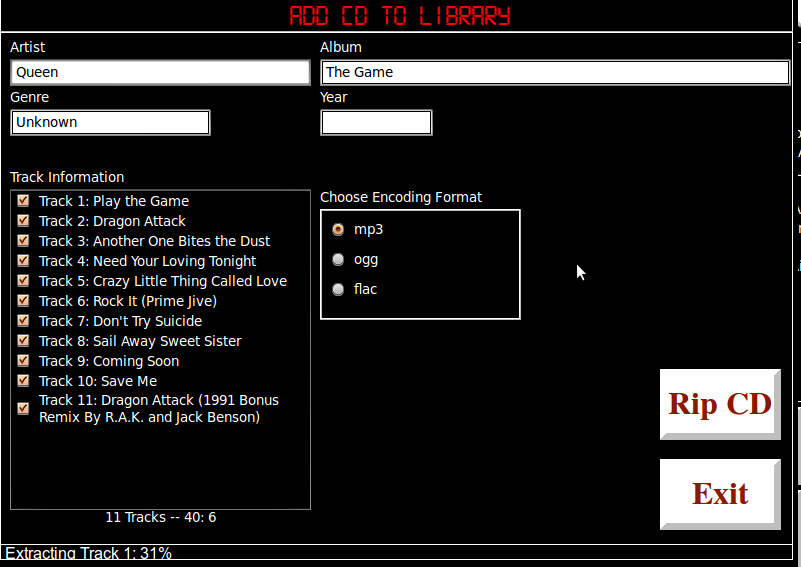 ADD CD TO LIBRARY
Artist
Album
Queen
The Game
Genre
Year
Unknown
Track Information
Choose Encoding Format
Track 1: Play the Game
Track 2: Dragon Attack
Track 3: Another One Bites the Dust
Track 4: Need Your Loving Tonight
Track 5: Crazy Little Thing Called Love
Track 6: Rock It (Prime Jive)
Track 7: Don't Try Suicide
Track 8: Sail Away Sweet Sister
Track 9: Coming Soon
Track 10: Save Me
Track 11: Dragon Attack (1991 Bonus
Remix By R.A.K. and Jack Benson)
mp3
ogg
flac
Rip CD
Exit
11 Tracks -- 40: 6
Extracting Track 1: 31%